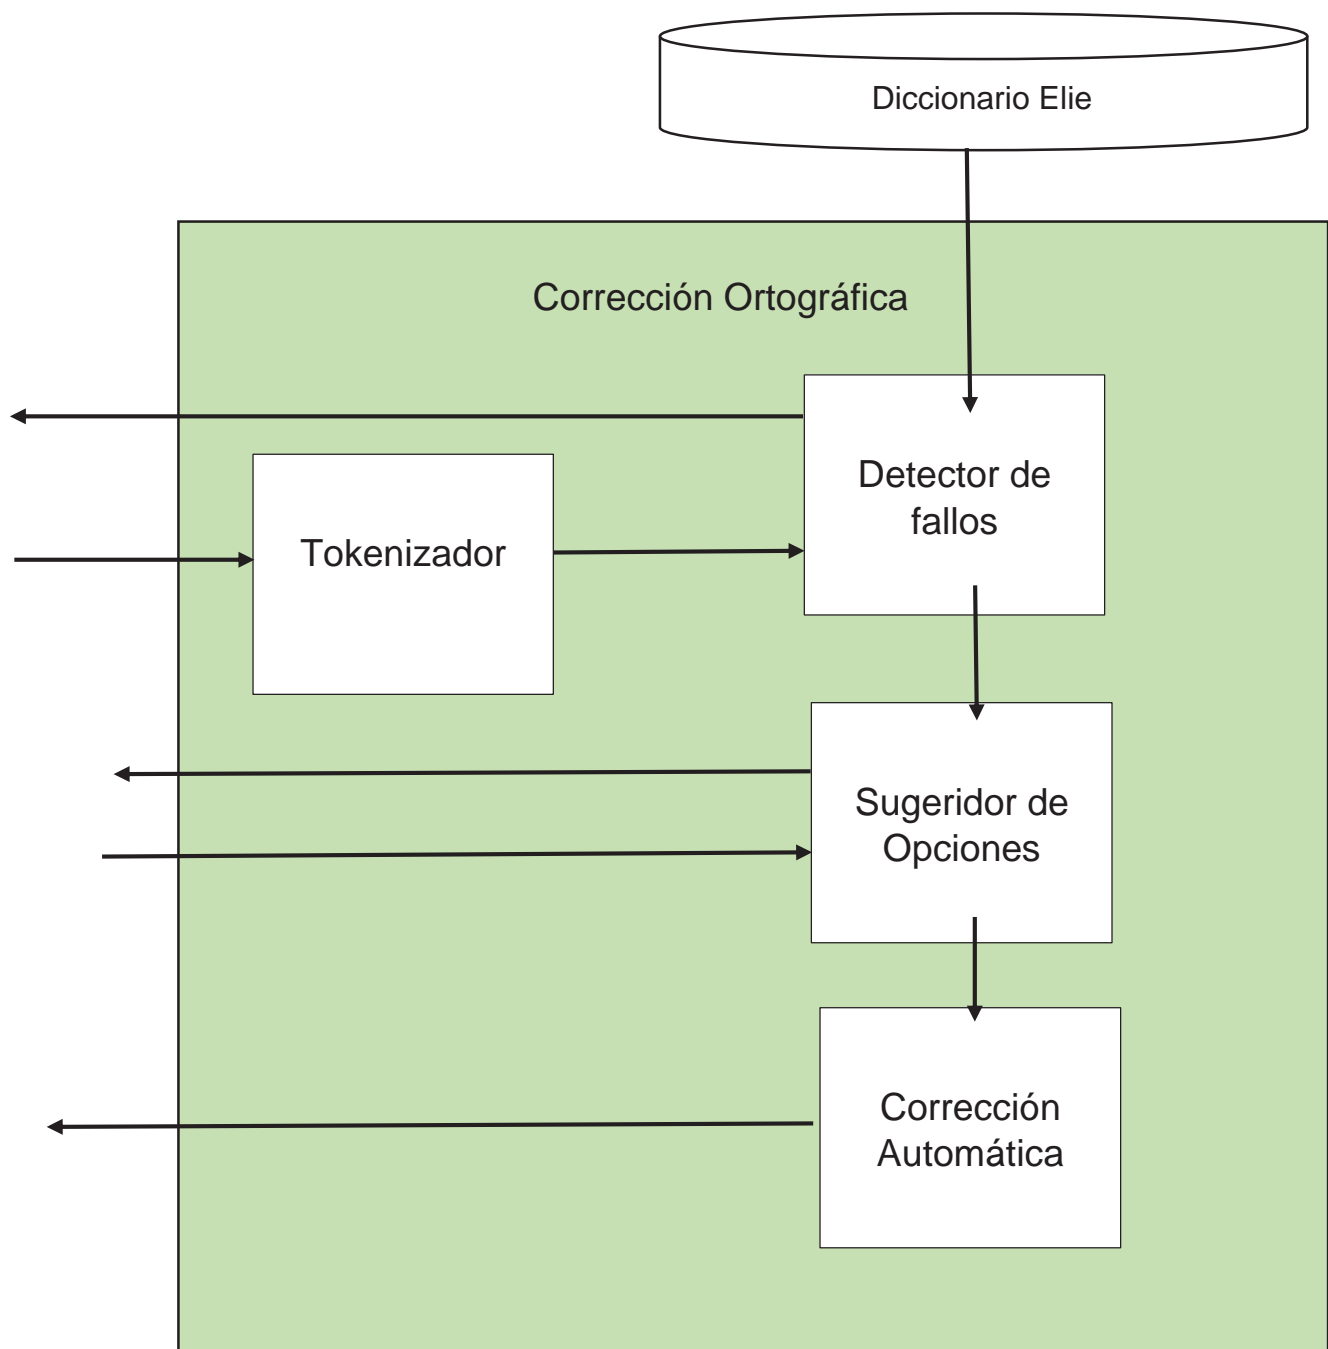 Diccionario Elie
Corrección Ortográfica
Detector de
fallos
Tokenizador
Sugeridor de
Opciones
Corrección
Automática